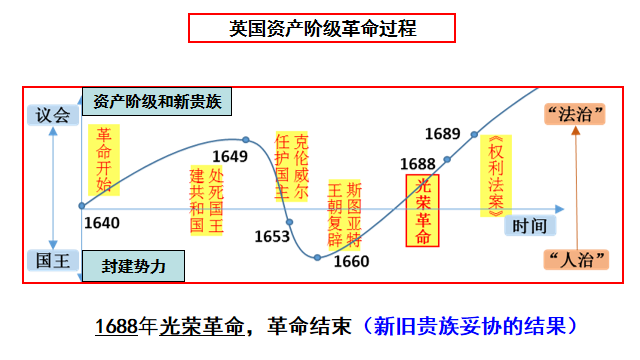 英国资产阶级革命过程
资产阶级和新贵族
议会
国王
封建势力
革命开始
1640
处死国王
建共和国
1649
克伦威尔
任护国主
1653
斯图亚特
王朝复辟
1660
1688
光荣革命
1689
《权利法案》
时间
“法治”
“人治”
1688年光荣革命，革命结束（新旧贵族妥协的结果）